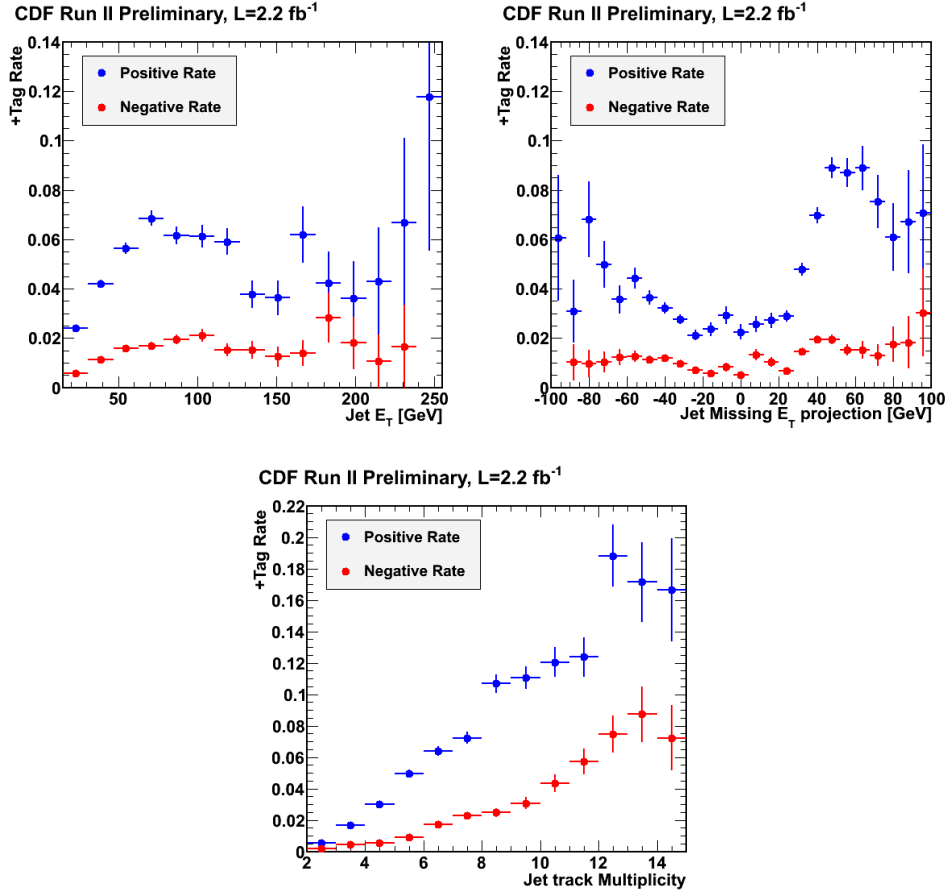 CDF Run II Preliminary, L=2.2 fb-1
+Tag Rate
0.14
0.12
0.1
0.08
0.06
0.04
0.02
0
Positive Rate
Negative Rate
50 100 150 200 250
Jet ET [GeV]
CDF Run II Preliminary, L=2.2 fb-1
+Tag Rate
0.14
0.12
0.1
0.08
0.06
0.04
0.02
0
Positive Rate
Negative Rate
-100 -80 -60 -40 -20 0 20 40 60 80 100
Jet Missing ET projection [GeV]
CDF Run II Preliminary, L=2.2 fb-1
+Tag Rate
0.22
0.2
0.18
0.16
0.14
0.12
0.1
0.08
0.06
0.04
0.02
0
Positive Rate
Negative Rate
2 4 6 8 10 12 14
Jet track Multiplicity